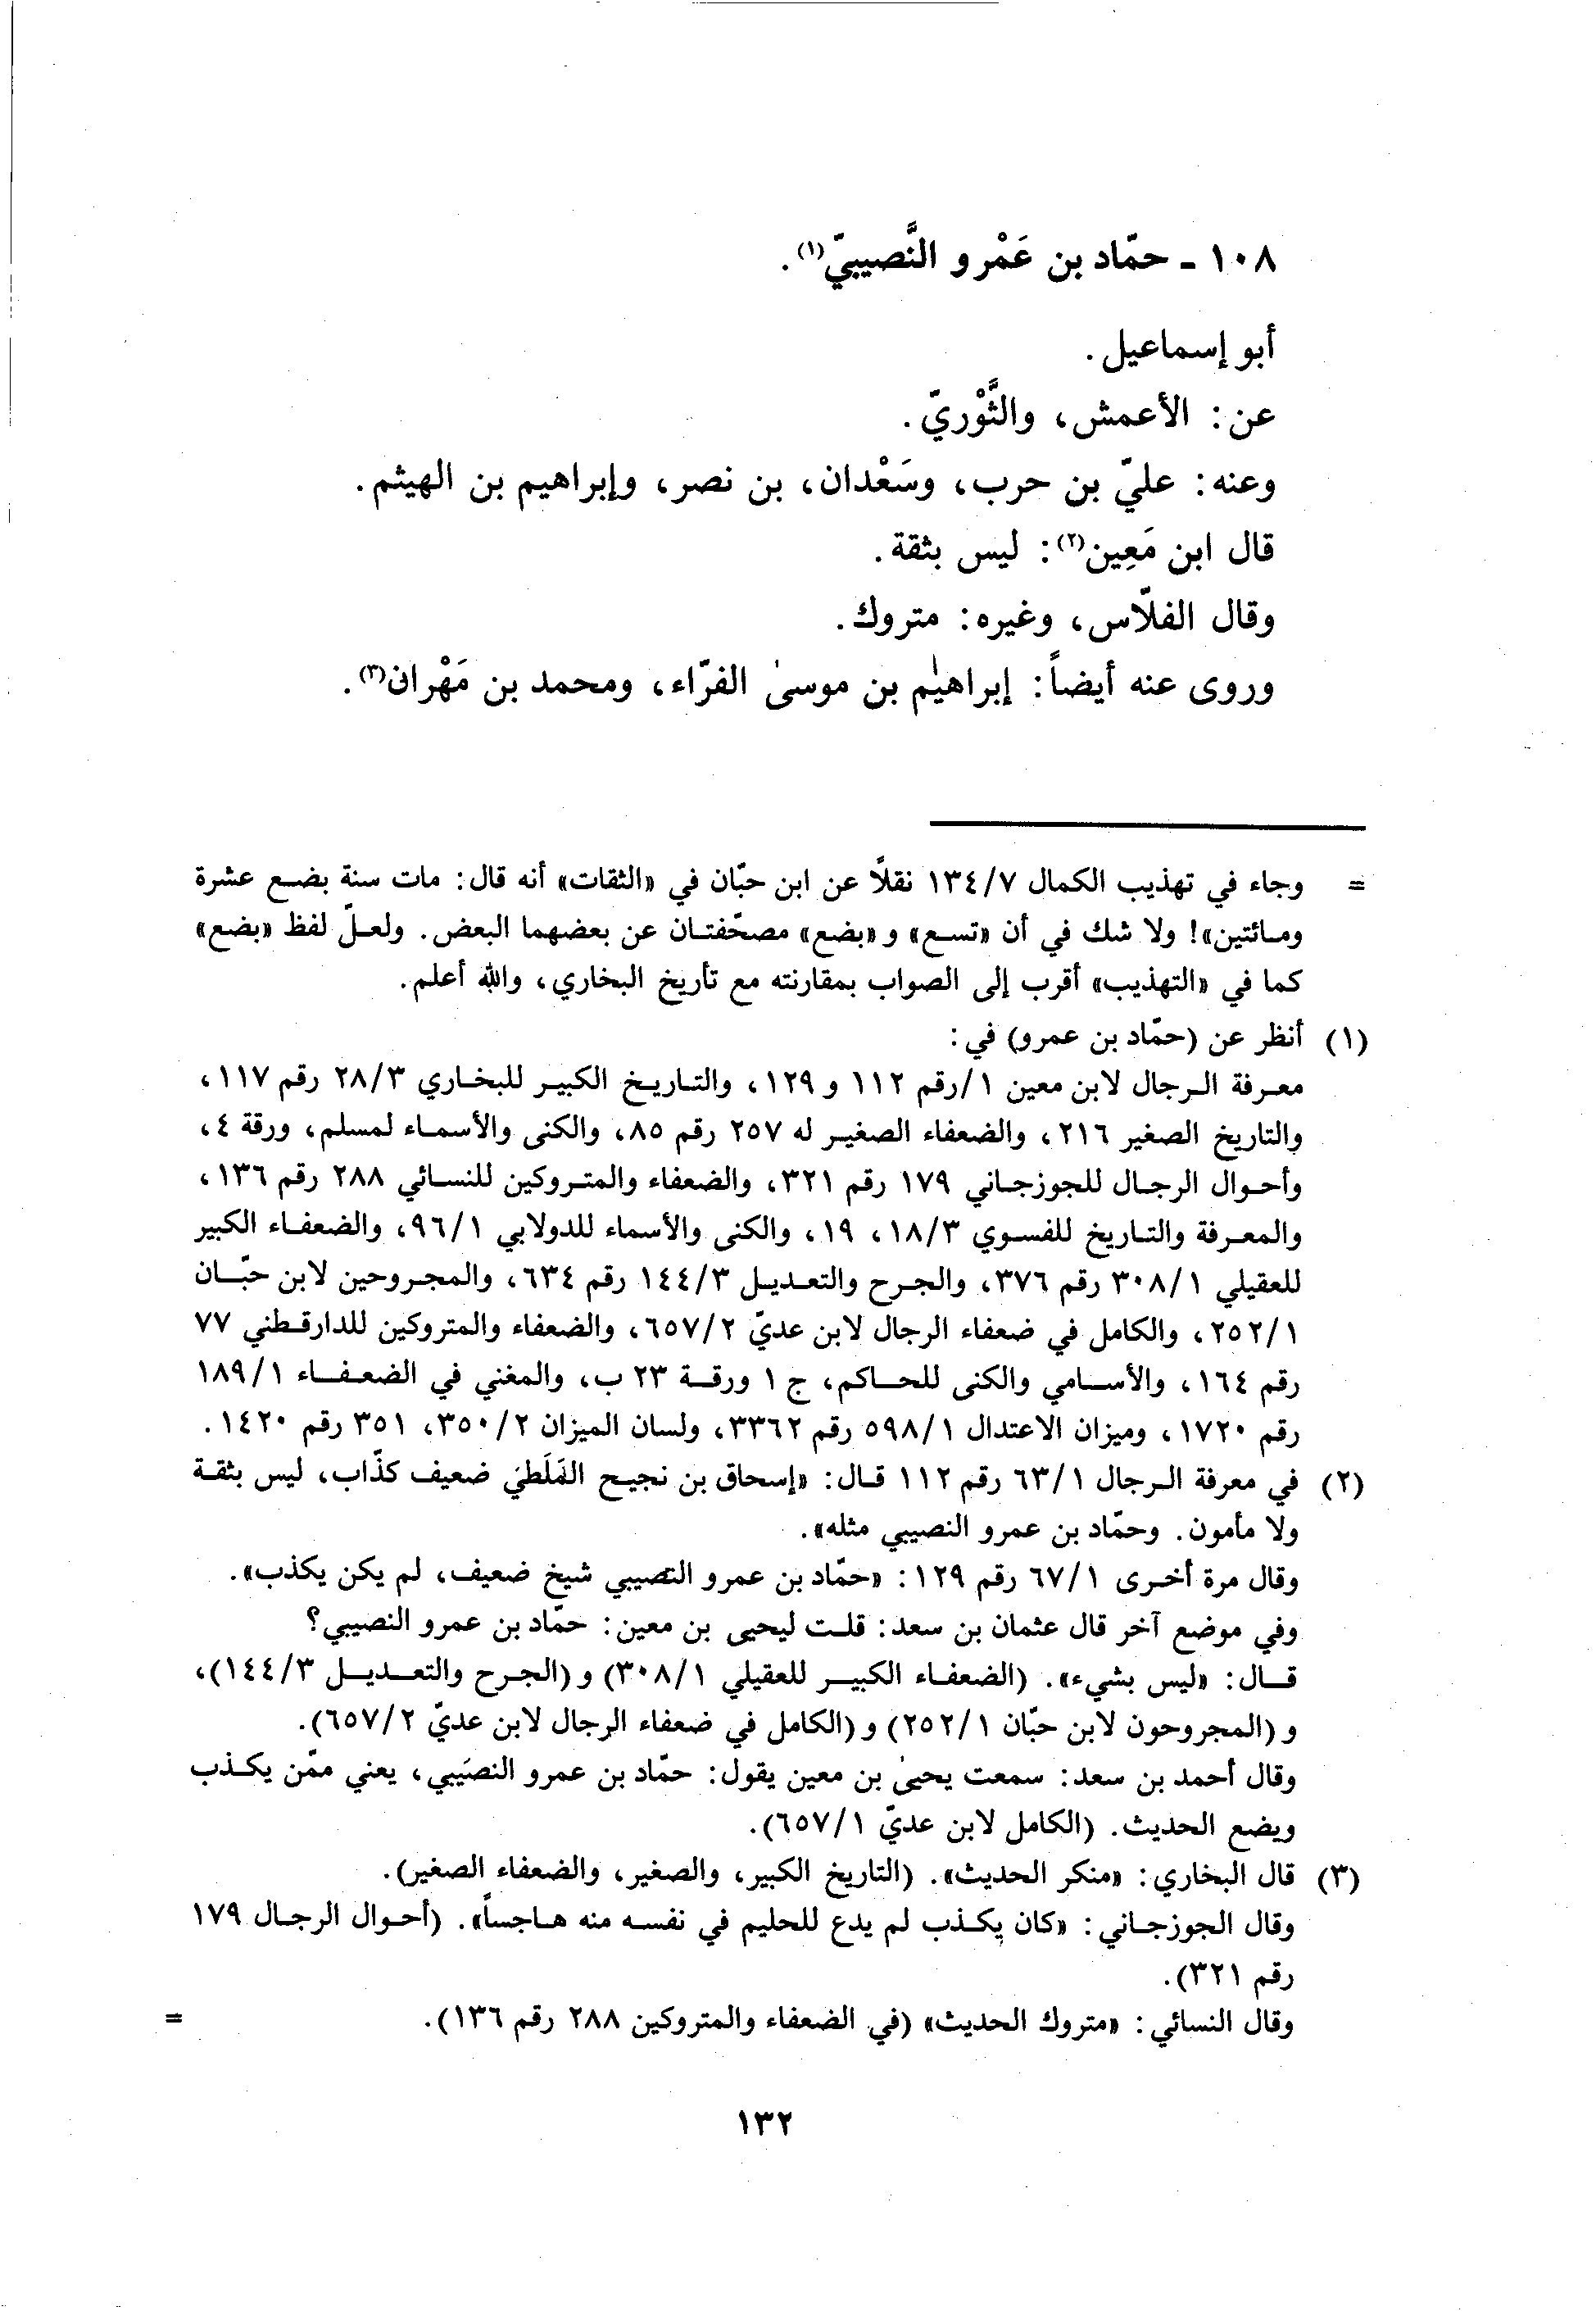 ١٠٨ - حمّاد بن عَمْرو النَّصيبيّ(١).
أبو إسماعيل.
عن: الأعمش، والثَّوْريّ.
وعنه: عليّ بن حرب، وسَعْدان، بن نصر، وإبراهيم بن الهيثم.
قال ابن مَعِين(٢): ليس بثقة.
وقال الفلّاس، وغيره: متروك.
وروى عنه أيضاً: إبراهيم بن موسىٰ الفرّاء، ومحمد بن مَهْران(٣).
= وجاء في تهذيب الكمال ١٣٤/٧ نقلًا عن ابن حبّان في «الثقات» أنه قال: مات سنة بضع عشرة
ومائتين»! ولا شك في أن «تسع» و «بضع» مصحّفتان عن بعضهما البعض. ولعلّ لفظ «بضع»
كما في «التهذيب» أقرب إلى الصواب بمقارنته مع تأريخ البخاري، والله أعلم.
(١) أنظر عن (حمّاد بن عمرو) في:
معرفة الرجال لابن معين ١/رقم ١١٢ و ١٢٩، والتاريخ الكبير للبخاري ٢٨/٣ رقم ١١٧،
والتاريخ الصغير ٢١٦، والضعفاء الصغير له ٢٥٧ رقم ٨٥، والكنى والأسماء لمسلم، ورقة ٤،
وأحوال الرجال للجوزجاني ١٧٩ رقم ٣٢١، والضعفاء والمتروكين للنسائي ٢٨٨ رقم ١٣٦،
والمعرفة والتاريخ للفسوي ١٨/٣، ١٩، والكنى والأسماء للدولابي ٩٦/١، والضعفاء الكبير
للعقيلي ٣٠٨/١ رقم ٣٧٦، والجرح والتعديل ١٤٤/٣ رقم ٦٣٤، والمجروحين لابن حبّان
٢٥٢/١، والكامل في ضعفاء الرجال لابن عديّ ٦٥٧/٢، والضعفاء والمتروكين للدارقطني ٧٧
رقم ١٦٤، والأسامي والكنى للحاكم، ج ١ ورقة ٢٣ ب، والمغني في الضعفاء ١٨٩/١
رقم ١٧٢٠، وميزان الاعتدال ٥٩٨/١ رقم ٣٣٦٢، ولسان الميزان ٣٥٠/٢، ٣٥١ رقم ١٤٢٠.
(٢) في معرفة الرجال ٦٣/١ رقم ١١٢ قال: «إسحاق بن نجيح المَلَطي ضعيف كذّاب، ليس بثقة
ولا مأمون. وحمّاد بن عمرو النصيبي مثله».
وقال مرة أخرى ٦٧/١ رقم ١٢٩: «حمّاد بن عمرو النصيبي شيخ ضعيف، لم يكن يكذب».
وفي موضع آخر قال عثمان بن سعد: قلت ليحيى بن معين: حمّاد بن عمرو النصيبي؟
قال: «ليس بشيء». (الضعفاء الكبير للعقيلي ٣٠٨/١) و (الجرح والتعديل ١٤٤/٣)،
و (المجروحون لابن حبّان ٢٥٢/١) و (الكامل في ضعفاء الرجال لابن عديّ ٦٥٧/٢).
وقال أحمد بن سعد: سمعت يحيىٰ بن معين يقول: حمّاد بن عمرو النصيبي، يعني ممّن يكذب
ويضع الحديث. (الكامل لابن عديّ ٦٥٧/١).
(٣) قال البخاري: «منكر الحديث». (التاريخ الكبير، والصغير، والضعفاء الصغير).
وقال الجوزجاني: «كان يكذب لم يدع للحليم في نفسه منه هاجساً». (أحوال الرجال ١٧٩
رقم ٣٢١).
وقال النسائي: «متروك الحديث» (في الضعفاء والمتروكين ٢٨٨ رقم ١٣٦). =
١٣٢